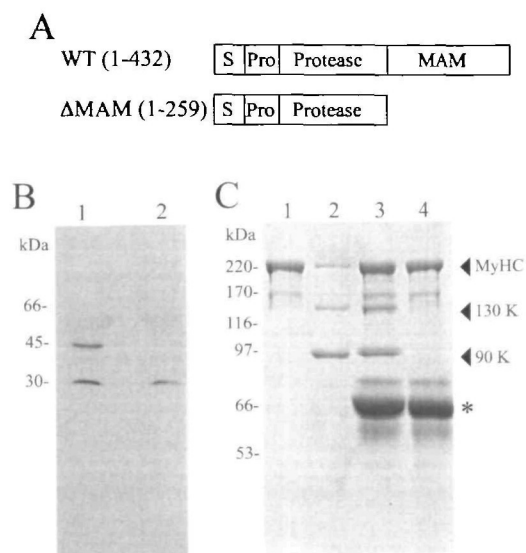 A
WT (1-432) S Pro Protease MAM
ΔMAM (1-259) S Pro Protease
B C
1 2 1 2 3 4
kDa kDa
220- MyHC
170-
66- 130 K
116-
45- 97- 90 K
30- 66- *
53-